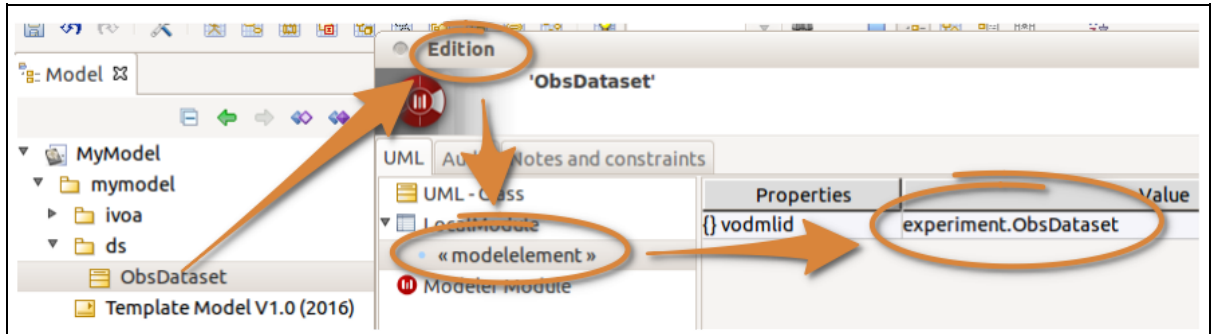 Model
MyModel
mymodel
ivoa
ds
ObsDataset
Template Model V1.0 (2016)
Edition
'ObsDataset'
UML
Notes and constraints
UML - Class
LocalModule
« modelelement »
Modeler Module
Properties
Value
{} vodmlid
experiment.ObsDataset